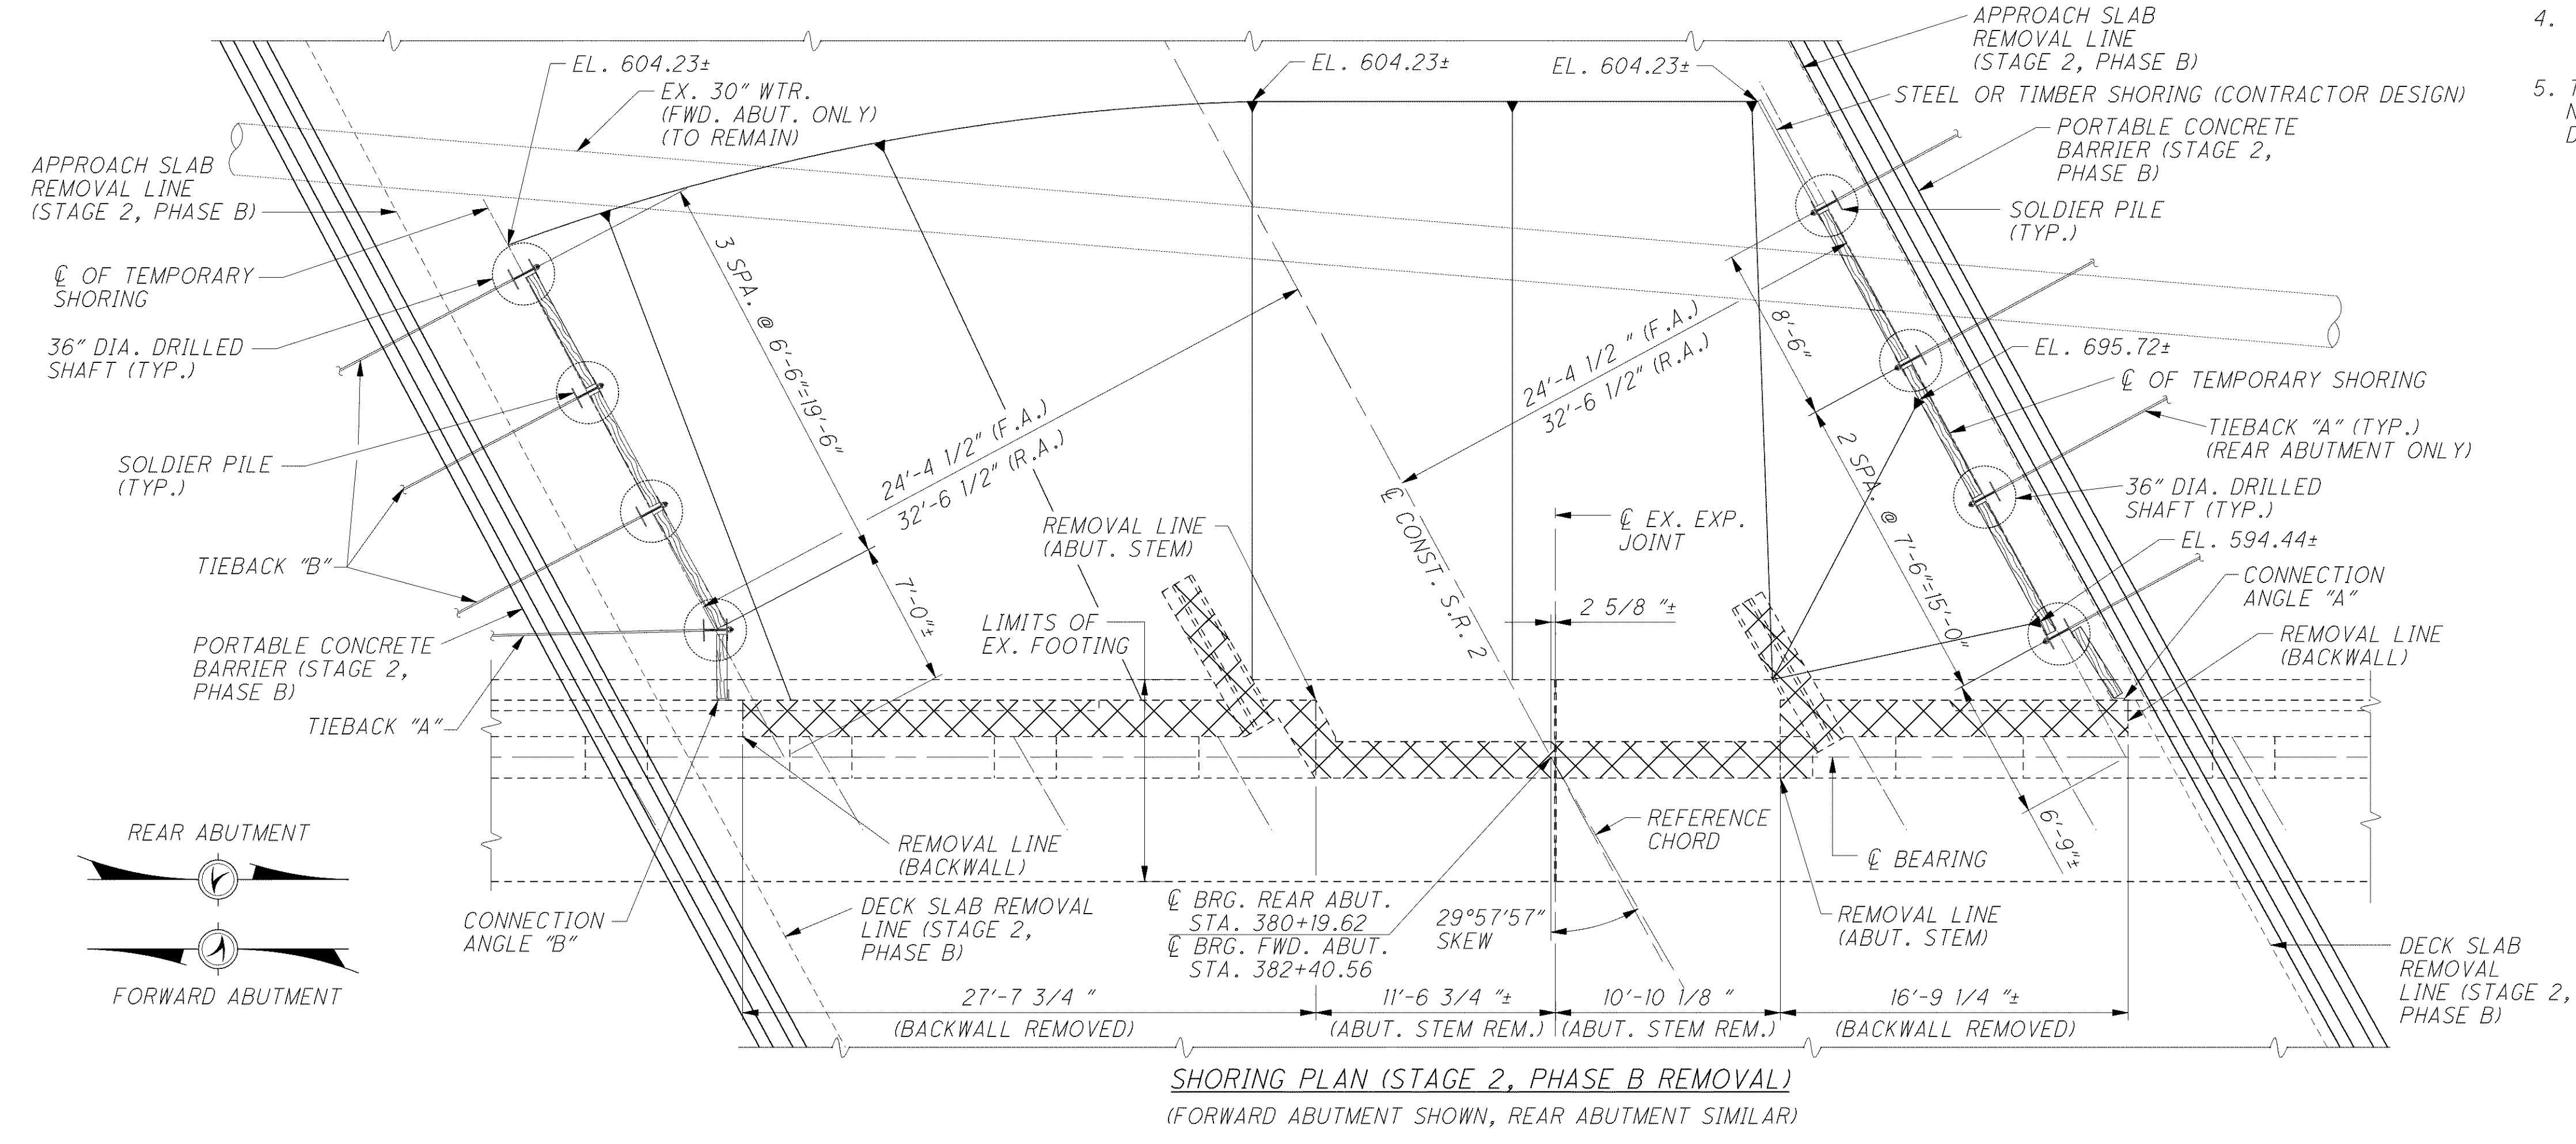 APPROACH SLAB
REMOVAL LINE
(STAGE 2, PHASE B)
4.
EL. 604.23±
EL. 604.23±
EL. 604.23±
EX. 30" WTR.
(FWD. ABUT. ONLY)
(TO REMAIN)
STEEL OR TIMBER SHORING (CONTRACTOR DESIGN)
5.
PORTABLE CONCRETE
BARRIER (STAGE 2,
PHASE B)
APPROACH SLAB
REMOVAL LINE
(STAGE 2, PHASE B)
SOLDIER PILE
(TYP.)
℄ OF TEMPORARY
SHORING
3 SPA. @ 6'-6"=19'-6"
8'-6"
24'-4 1/2 " (F.A.)
32'-6 1/2" (R.A.)
36" DIA. DRILLED
SHAFT (TYP.)
EL. 695.72±
℄ OF TEMPORARY SHORING
TIEBACK "A" (TYP.)
(REAR ABUTMENT ONLY)
24'-4 1/2" (F.A.)
32'-6 1/2" (R.A.)
2 SPA. @ 7'-6"=15'-0"
SOLDIER PILE
(TYP.)
36" DIA. DRILLED
SHAFT (TYP.)
REMOVAL LINE
(ABUT. STEM)
℄ CONST. S.R. 2
℄ EX. EXP.
JOINT
EL. 594.44±
TIEBACK "B"
7'-0"±
CONNECTION
ANGLE "A"
2 5/8 "±
LIMITS OF
EX. FOOTING
PORTABLE CONCRETE
BARRIER (STAGE 2,
PHASE B)
REMOVAL LINE
(BACKWALL)
TIEBACK "A"
REFERENCE
CHORD
6'-9"±
REAR ABUTMENT
REMOVAL LINE
(BACKWALL)
℄ BEARING
CONNECTION
ANGLE "B"
DECK SLAB REMOVAL
LINE (STAGE 2,
PHASE B)
℄ BRG. REAR ABUT.
STA. 380+19.62
℄ BRG. FWD. ABUT.
STA. 382+40.56
29°57'57"
SKEW
REMOVAL LINE
(ABUT. STEM)
DECK SLAB
REMOVAL
LINE (STAGE 2,
PHASE B)
FORWARD ABUTMENT
27'-7 3/4 "
(BACKWALL REMOVED)
11'-6 3/4 "±
(ABUT. STEM REM.)
10'-10 1/8 "
(ABUT. STEM REM.)
16'-9 1/4 "±
(BACKWALL REMOVED)
SHORING PLAN (STAGE 2, PHASE B REMOVAL)
(FORWARD ABUTMENT SHOWN, REAR ABUTMENT SIMILAR)